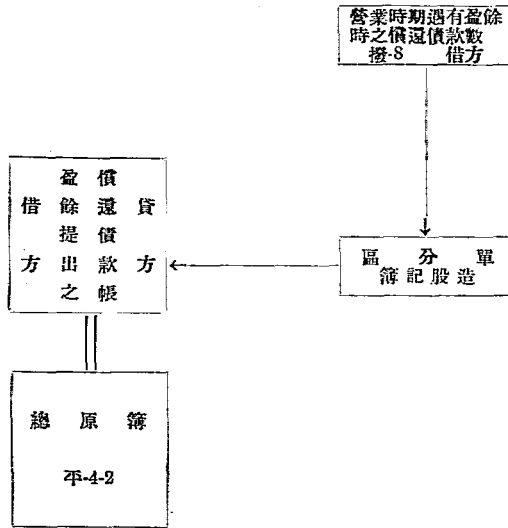 營業時期遇有盈餘
時之償還債款數
撥-8 借方
盈 償
借 餘 還 貸
提 債
方 出 款 方
之 帳
區 分 單
簿記股造
總 原 簿
平-4-2